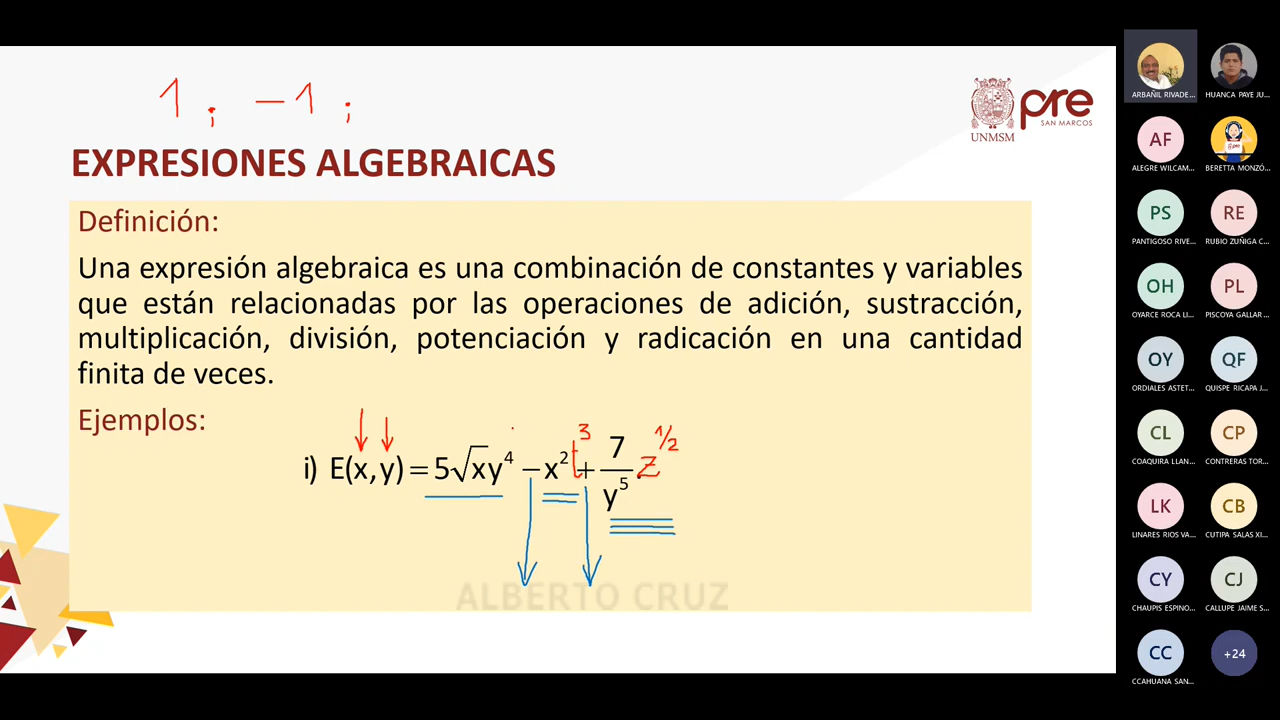 1 ; -1 ;
UNMSM
pre
SAN MARCOS
EXPRESIONES ALGEBRAICAS
Definición:
Una expresión algebraica es una combinación de constantes y variables
que están relacionadas por las operaciones de adición, sustracción,
multiplicación, división, potenciación y radicación en una cantidad
finita de veces.
Ejemplos:
i) E(x,y) = 5√x y⁴ − x² t³ + 7/y⁵ z^1/2
ALBERTO CRUZ
ARBAÑIL RIVADE...
HUANCA PAYE JU...
AF
ALEGRE WILCAM...
BERETTA MONZÓ...
PS
PANTIGOSO RIVE...
RE
RUBIO ZUÑIGA C...
OH
OYARCE ROCA LI...
PL
PISCOYA GALLAR ...
OY
ORDIALES ASTET...
QF
QUISPE RICAPA J...
CL
COAQUIRA LLAN...
CP
CONTRERAS TOR...
LK
LINARES RIOS VA...
CB
CUTIPA SALAS XI...
CY
CHAUPIS ESPINO...
CJ
CALLUPE JAIME S...
CC
CCAHUANA SAN...
+24